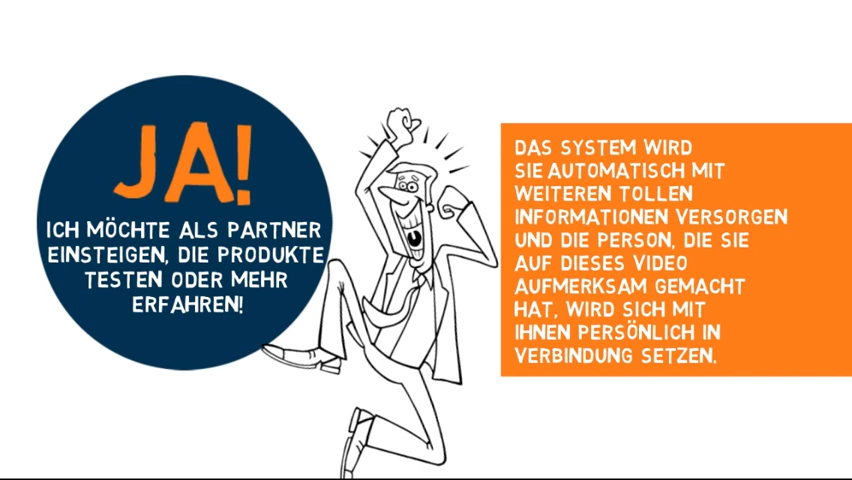 JA!
ICH MÖCHTE ALS PARTNER
EINSTEIGEN, DIE PRODUKTE
TESTEN ODER MEHR
ERFAHREN!
DAS SYSTEM WIRD
SIE AUTOMATISCH MIT
WEITEREN TOLLEN
INFORMATIONEN VERSORGEN
UND DIE PERSON, DIE SIE
AUF DIESES VIDEO
AUFMERKSAM GEMACHT
HAT, WIRD SICH MIT
IHNEN PERSÖNLICH IN
VERBINDUNG SETZEN.